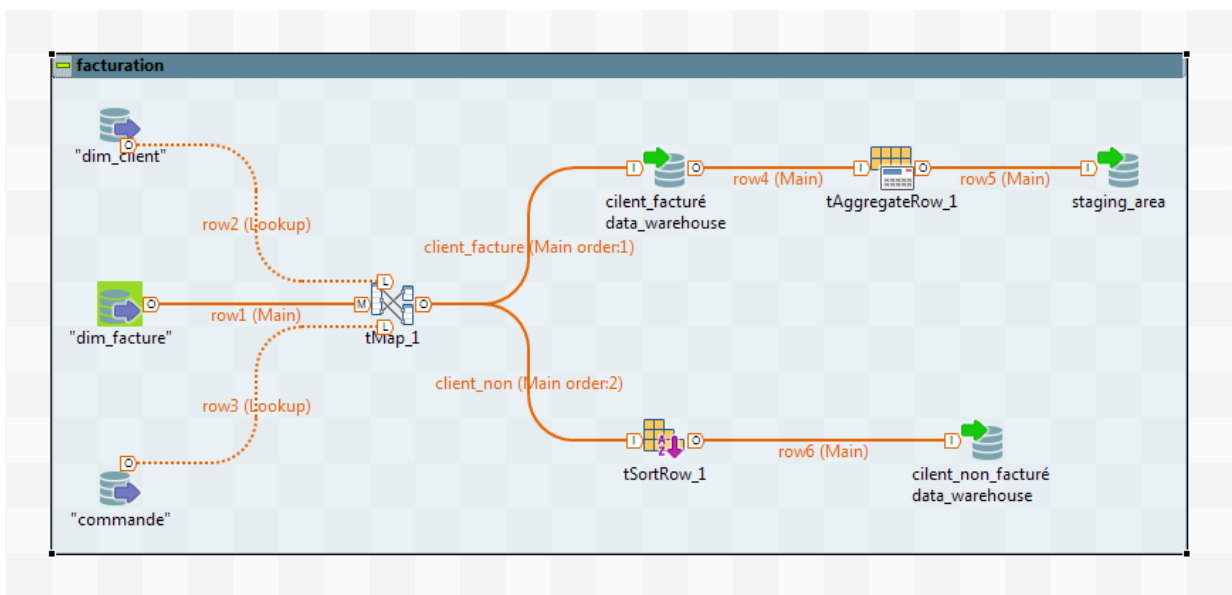 facturation
"dim_client"
row2 (Lookup)
"dim_facture"
row1 (Main)
tMap_1
row3 (Lookup)
"commande"
client_facture (Main order:1)
cilent_facturé
data_warehouse
row4 (Main)
tAggregateRow_1
row5 (Main)
staging_area
client_non (Main order:2)
tSortRow_1
row6 (Main)
cilent_non_facturé
data_warehouse